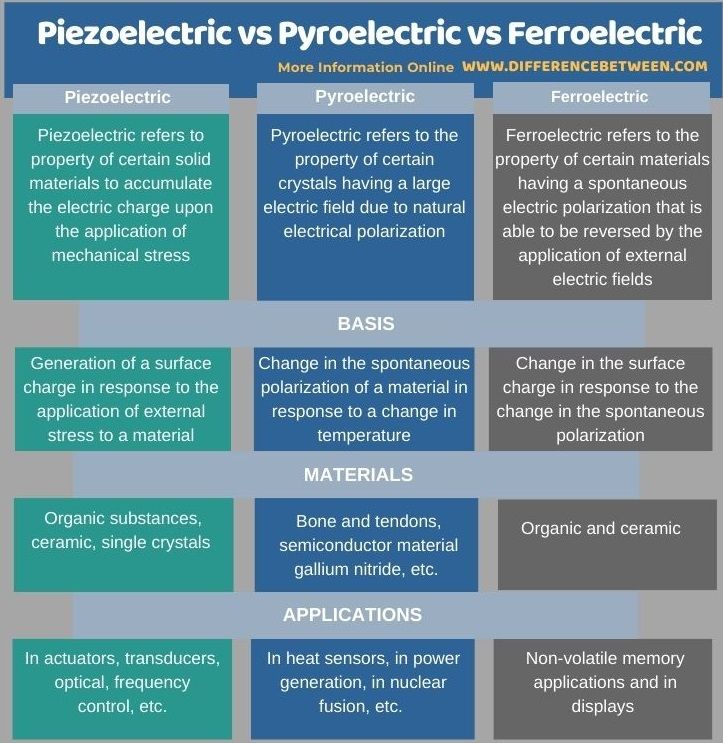 Piezoelectric vs Pyroelectric vs Ferroelectric
More Information Online WWW.DIFFERENCEBETWEEN.COM
Piezoelectric
Piezoelectric refers to
property of certain solid
materials to accumulate
the electric charge upon
the application of
mechanical stress
Pyroelectric
Pyroelectric refers to the
property of certain
crystals having a large
electric field due to natural
electrical polarization
Ferroelectric
Ferroelectric refers to the
property of certain materials
having a spontaneous
electric polarization that is
able to be reversed by the
application of external
electric fields
BASIS
Generation of a surface
charge in response to the
application of external
stress to a material
Change in the spontaneous
polarization of a material in
response to a change in
temperature
Change in the surface
charge in response to the
change in the spontaneous
polarization
MATERIALS
Organic substances,
ceramic, single crystals
Bone and tendons,
semiconductor material
gallium nitride, etc.
Organic and ceramic
APPLICATIONS
In actuators, transducers,
optical, frequency
control, etc.
In heat sensors, in power
generation, in nuclear
fusion, etc.
Non-volatile memory
applications and in
displays